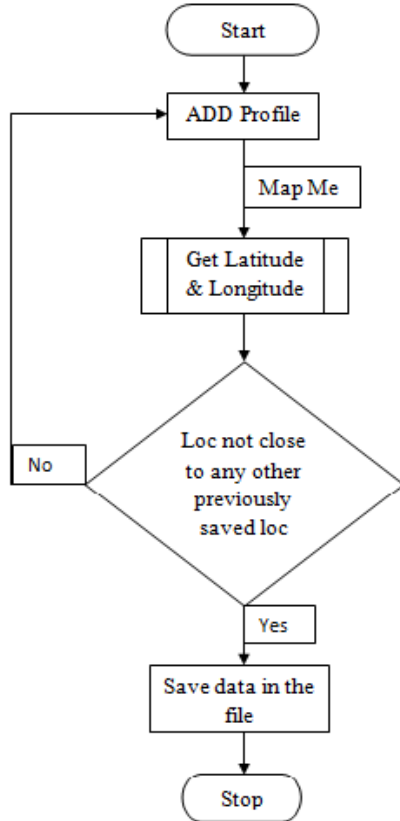 Start
ADD Profile
Map Me
Get Latitude
& Longitude
Loc not close
to any other
previously
saved loc
No
Yes
Save data in the
file
Stop